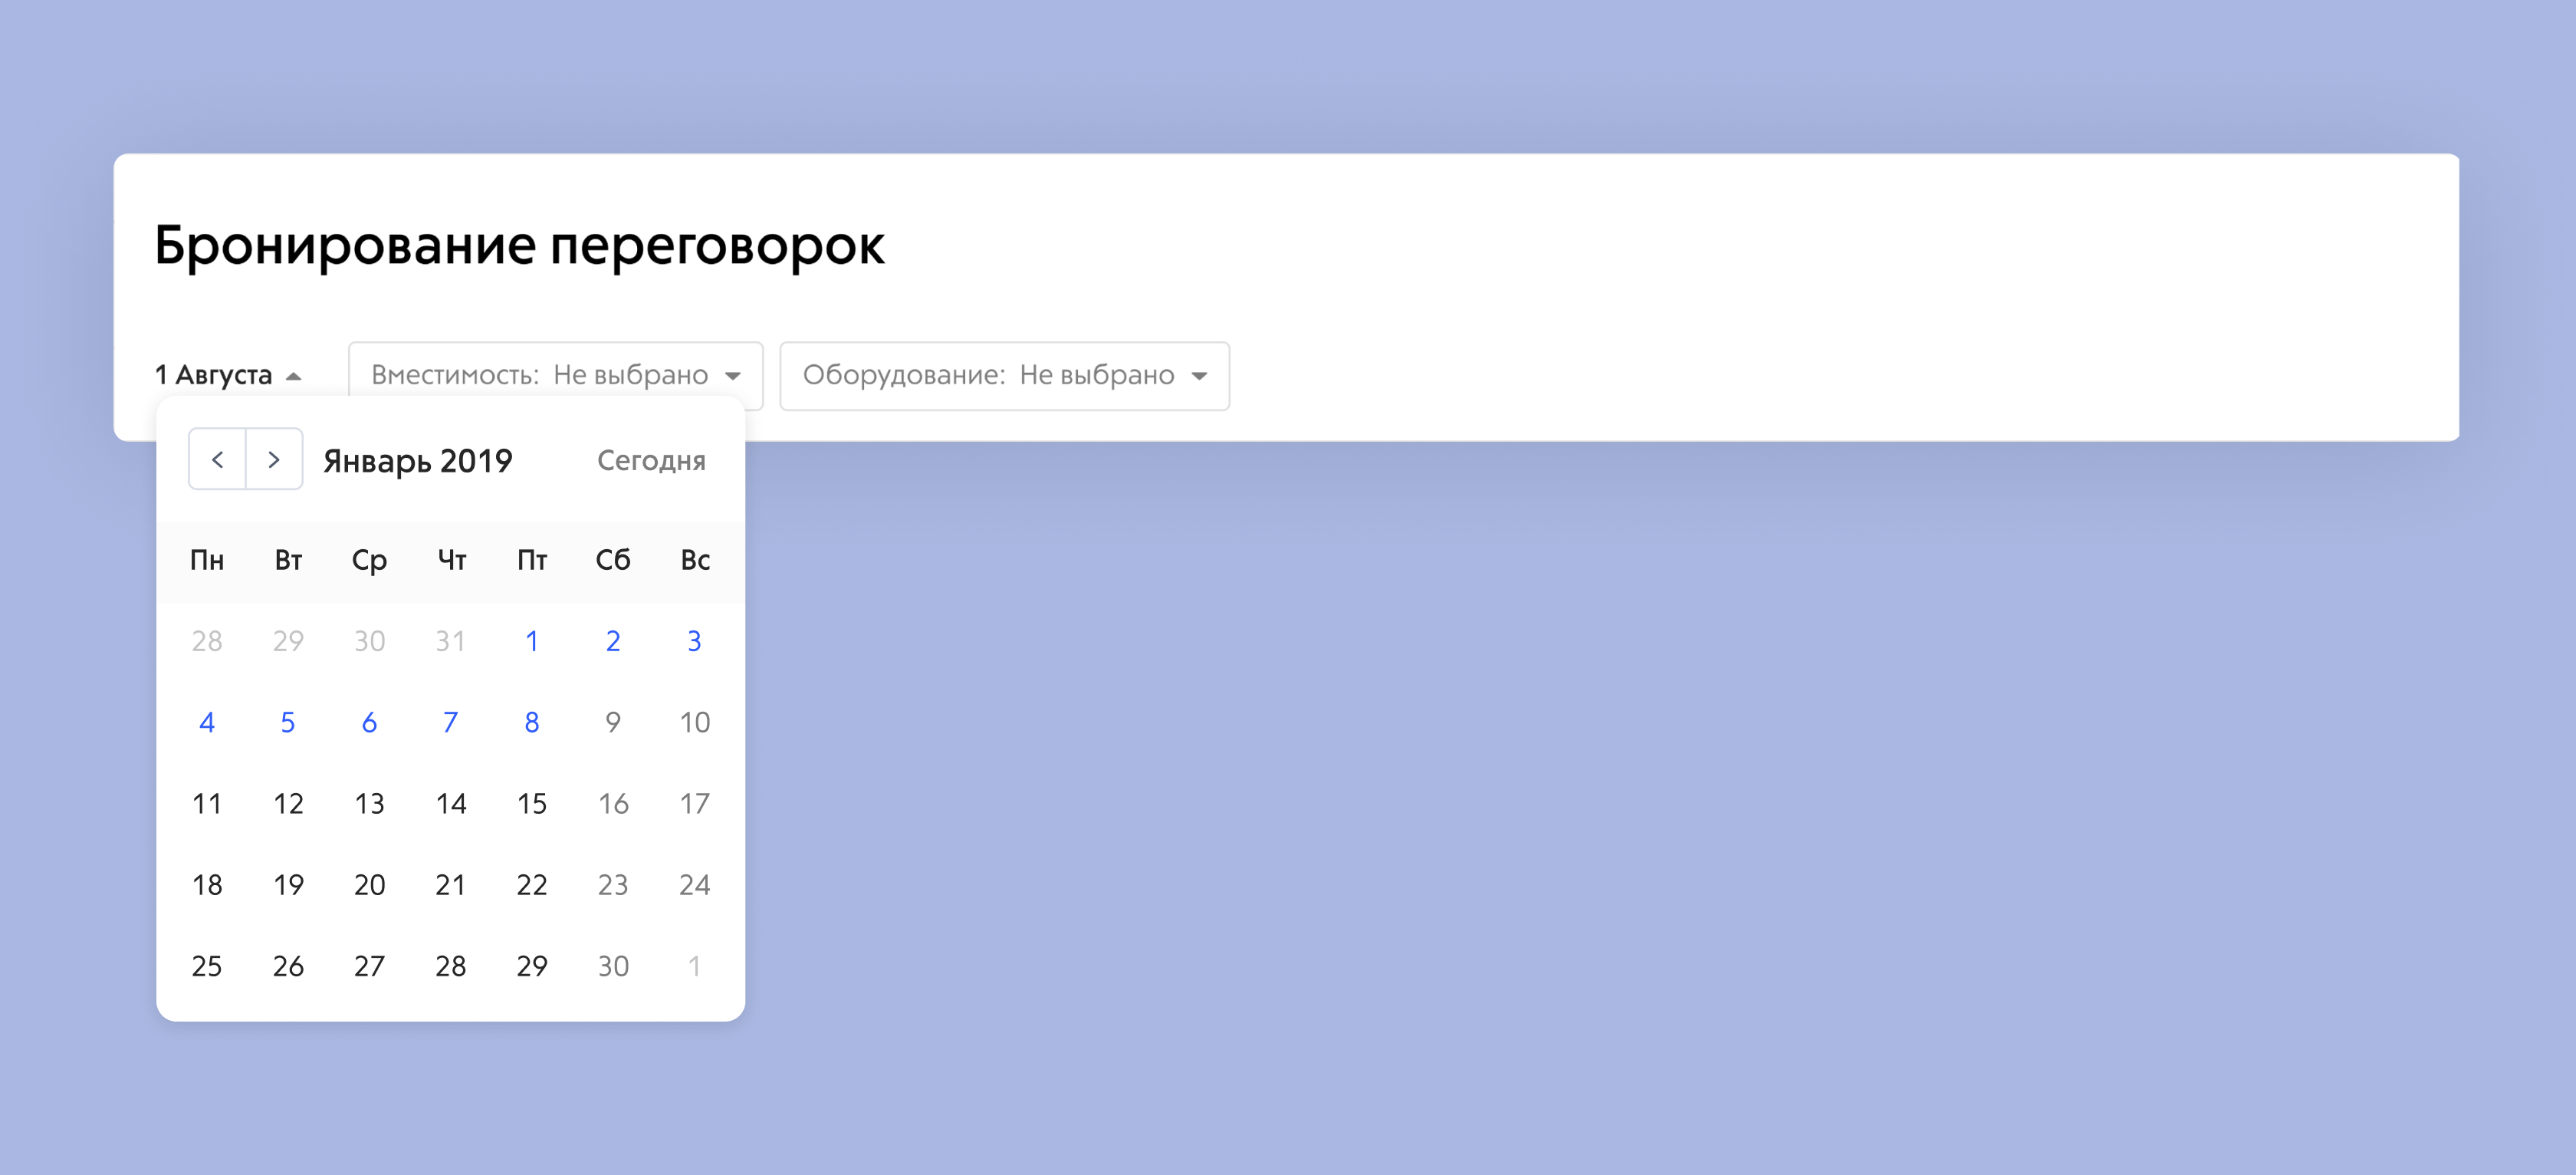 Бронирование переговорок
1 Августа Вместимость: Не выбрано Оборудование: Не выбрано
< > Январь 2019 Сегодня
Пн Вт Ср Чт Пт Сб Вс
28 29 30 31 1 2 3
4 5 6 7 8 9 10
11 12 13 14 15 16 17
18 19 20 21 22 23 24
25 26 27 28 29 30 1